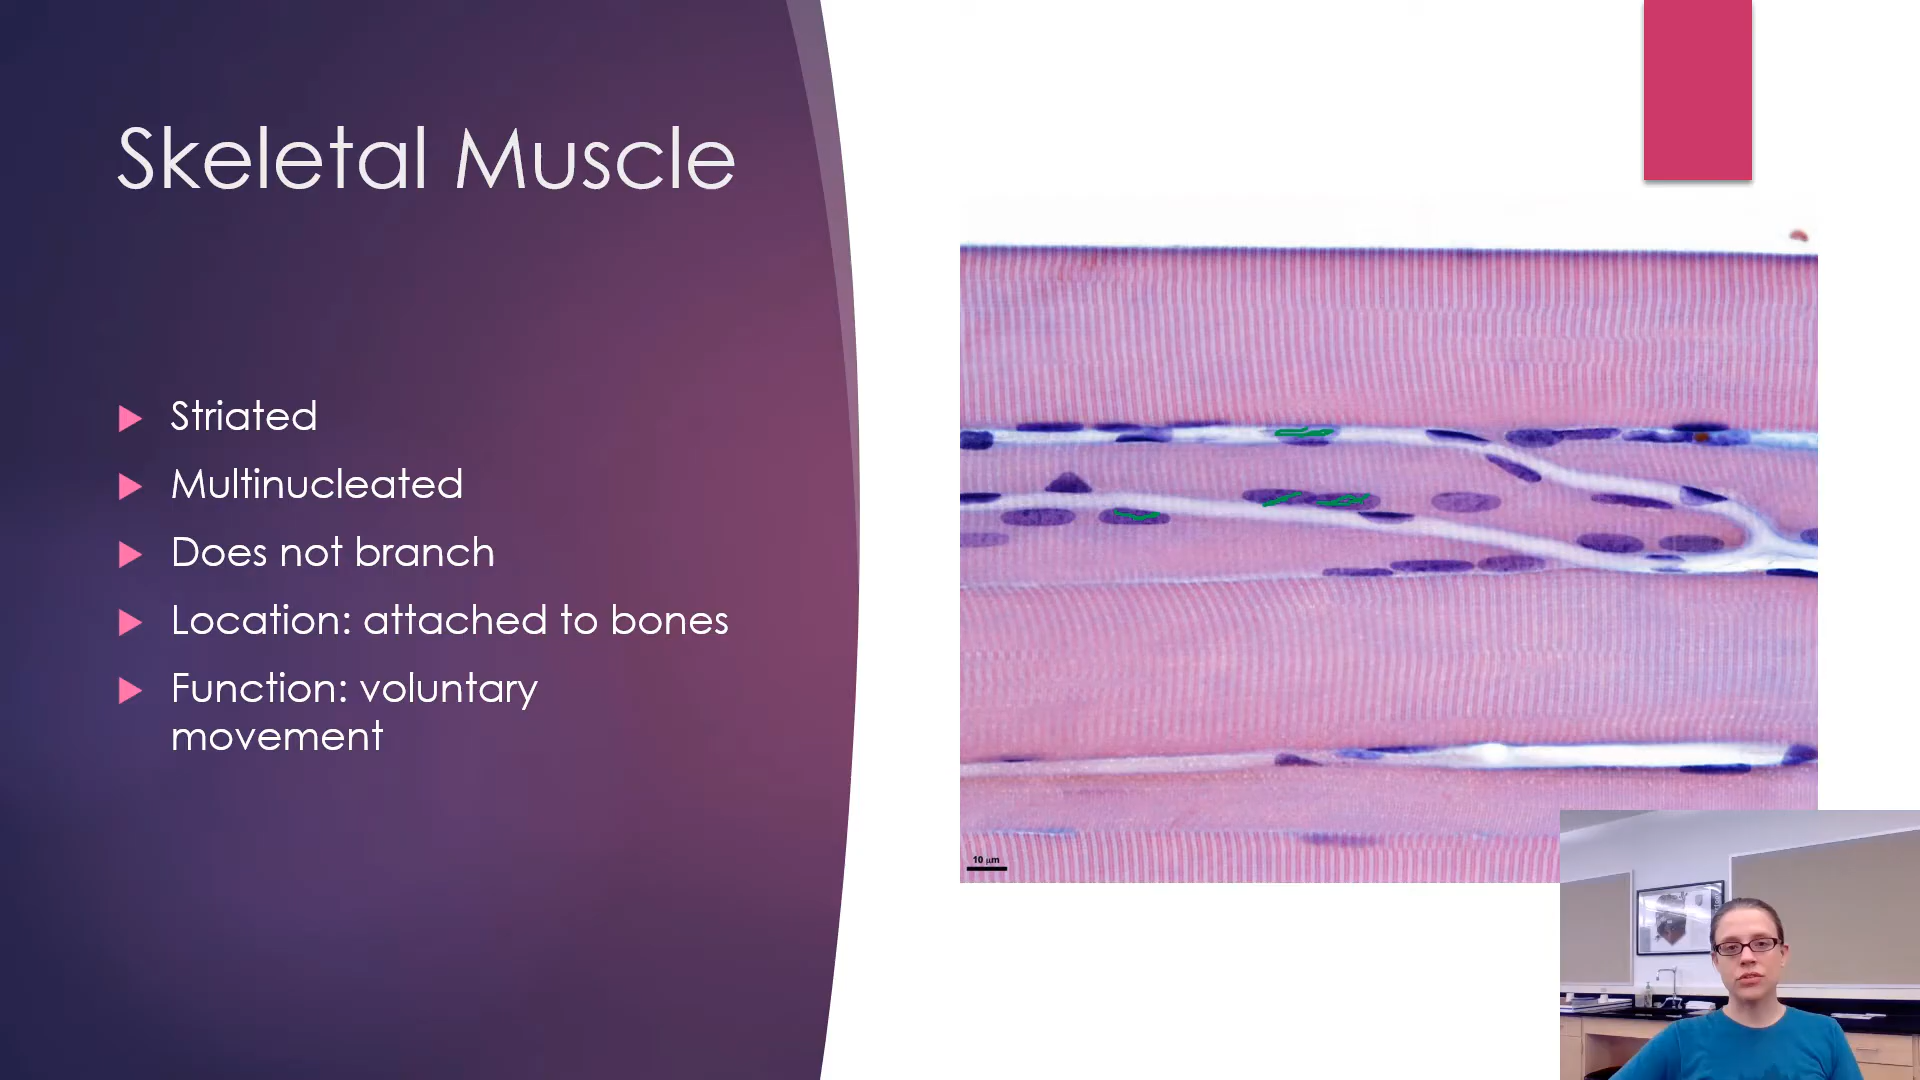 Skeletal Muscle
Striated
Multinucleated
Does not branch
Location: attached to bones
Function: voluntary
movement
10 µm